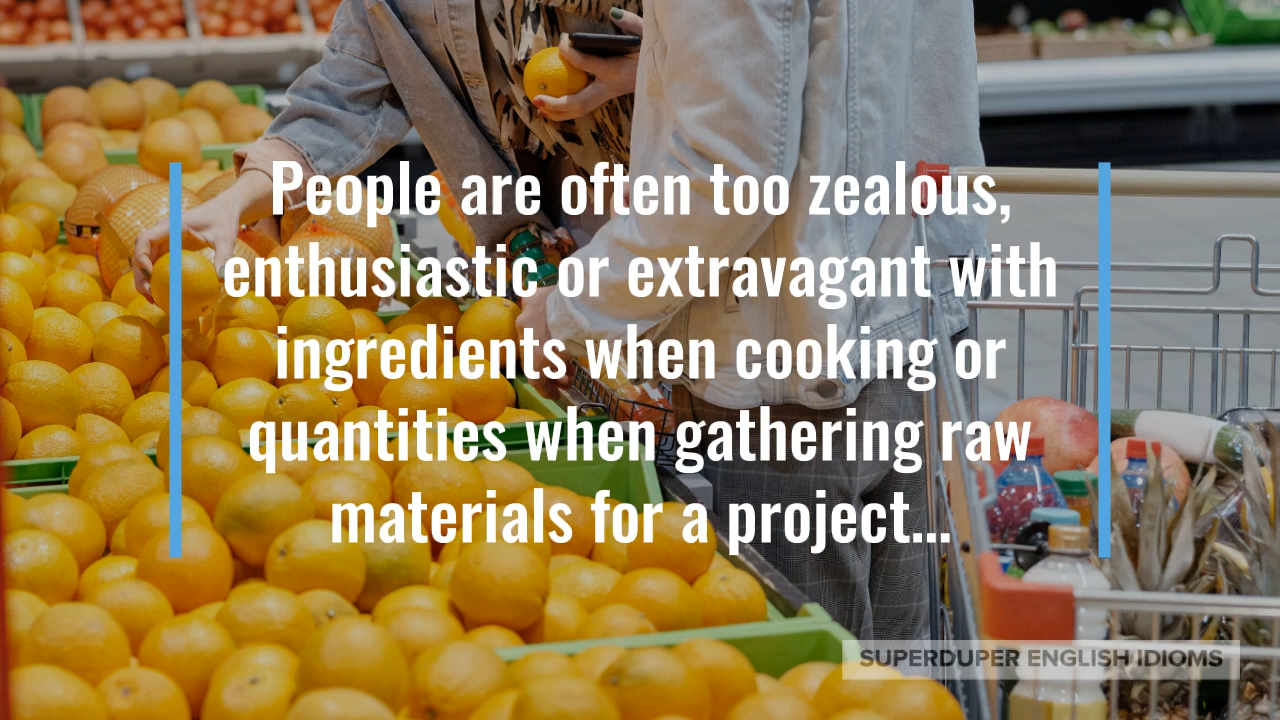 People are often too zealous,
enthusiastic or extravagant with
ingredients when cooking or
quantities when gathering raw
materials for a project...
SUPERDUPER ENGLISH IDIOMS